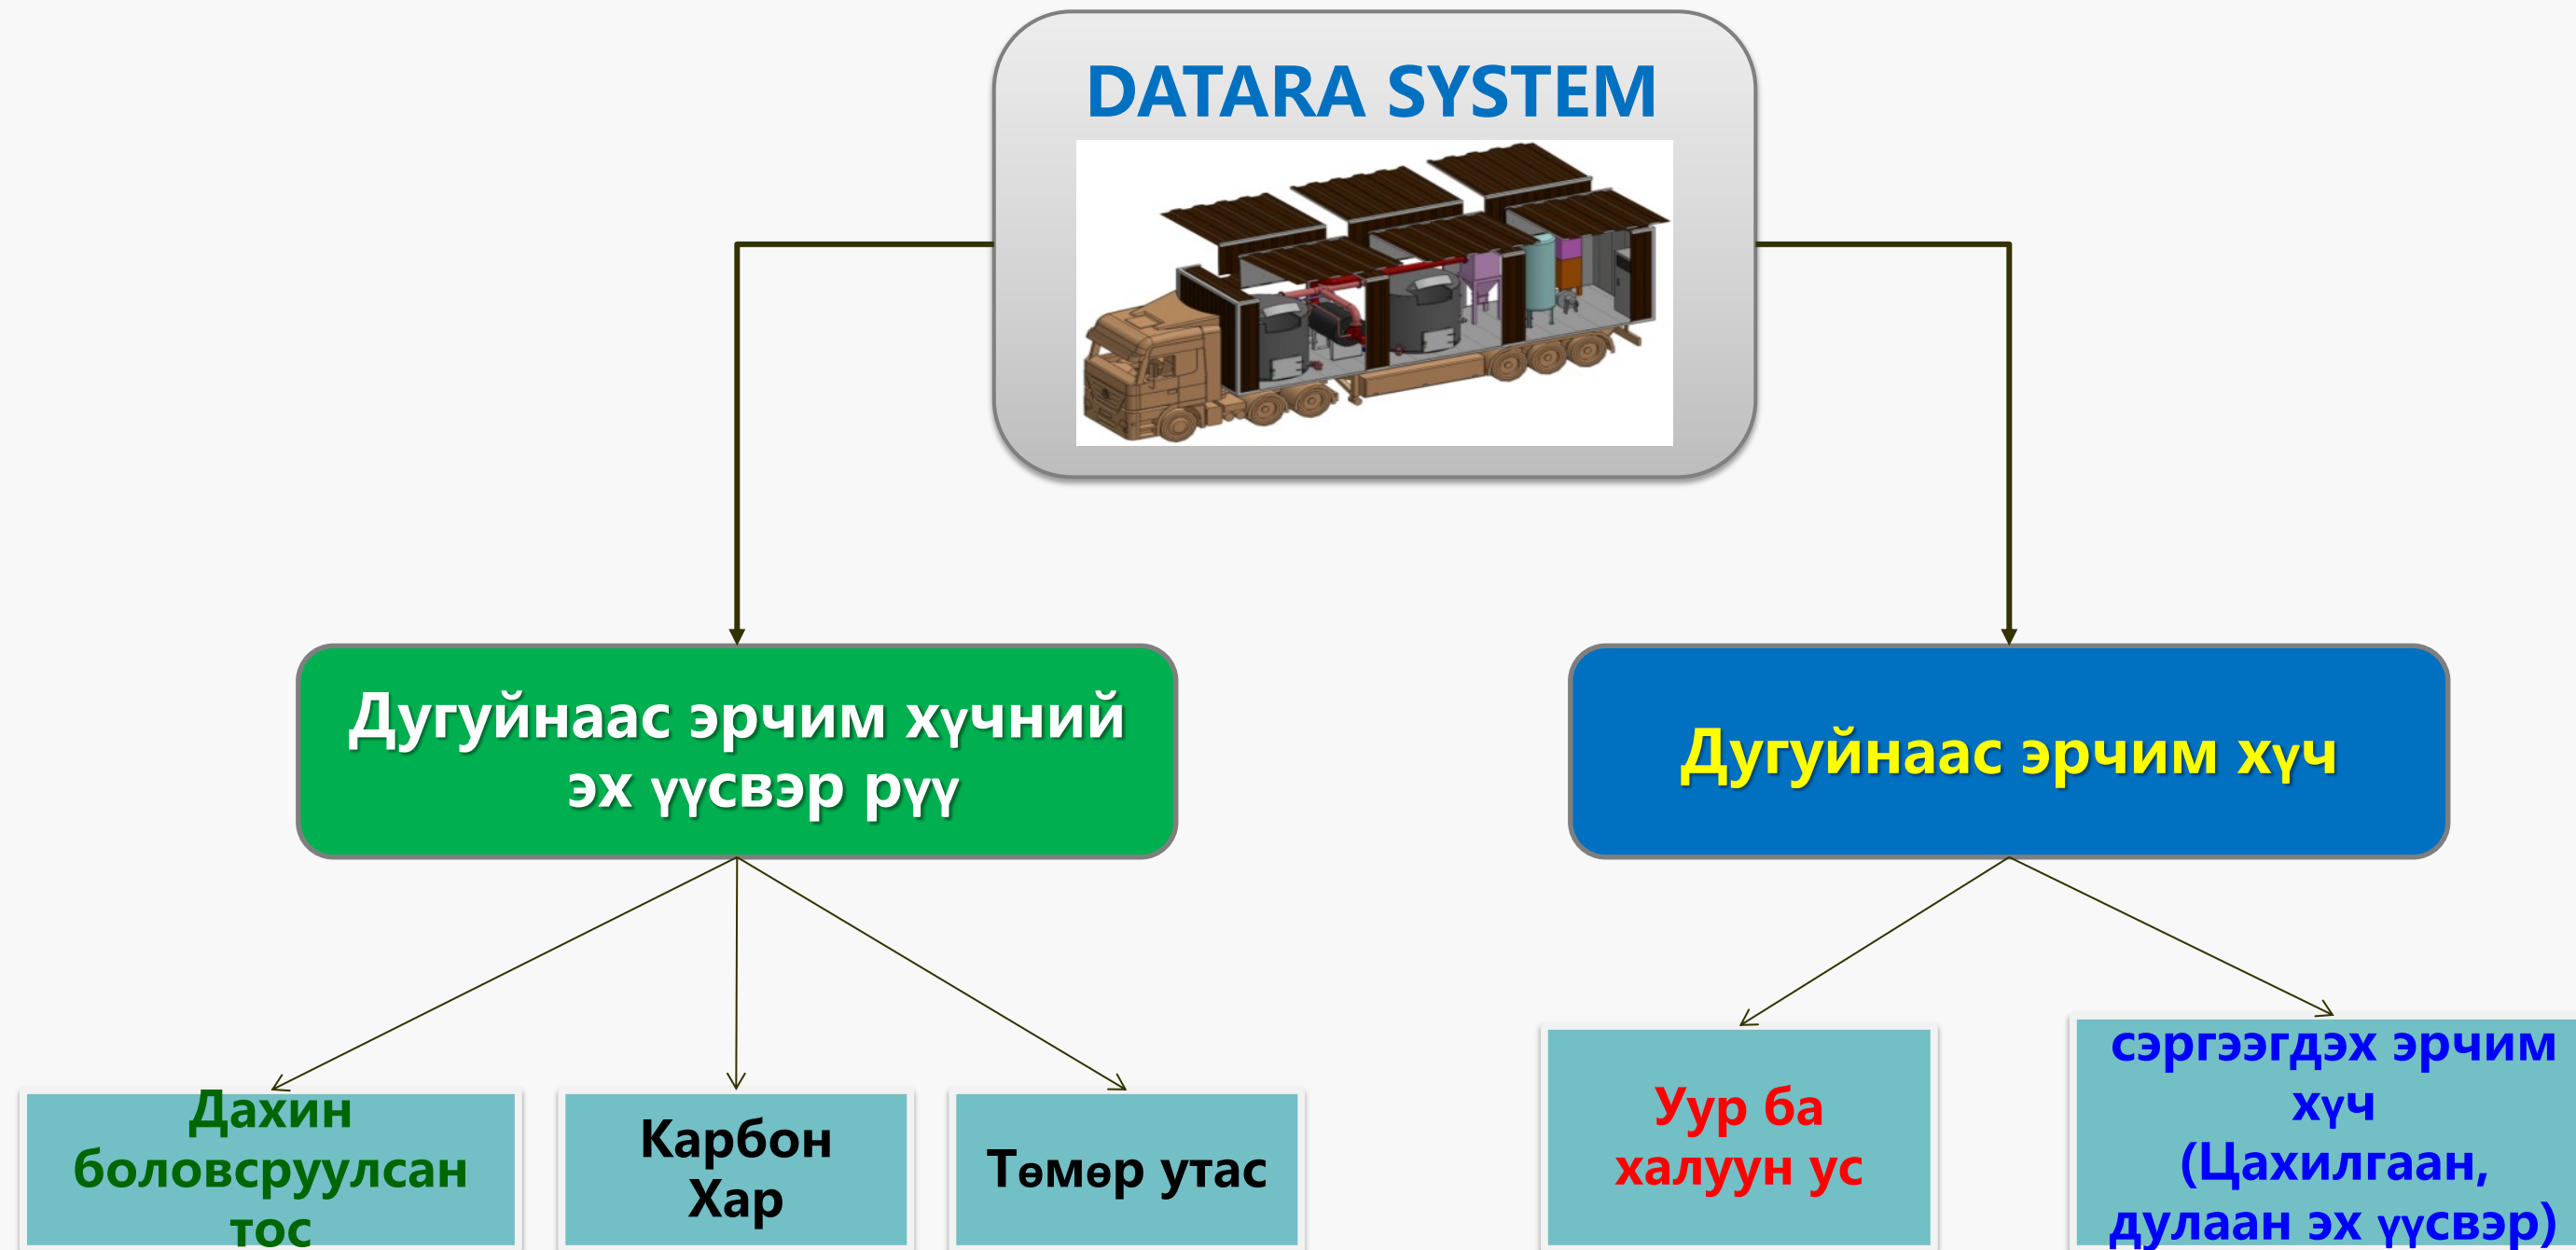 DATARA SYSTEM
Дугуйнаас эрчим хүчний
эх үүсвэр рүү
Дугуйнаас эрчим хүч
Дахин
боловсруулсан
тос
Карбон
Хар
Төмөр утас
Уур ба
халуун ус
сэргээгдэх эрчим
хүч
(Цахилгаан,
дулаан эх үүсвэр)